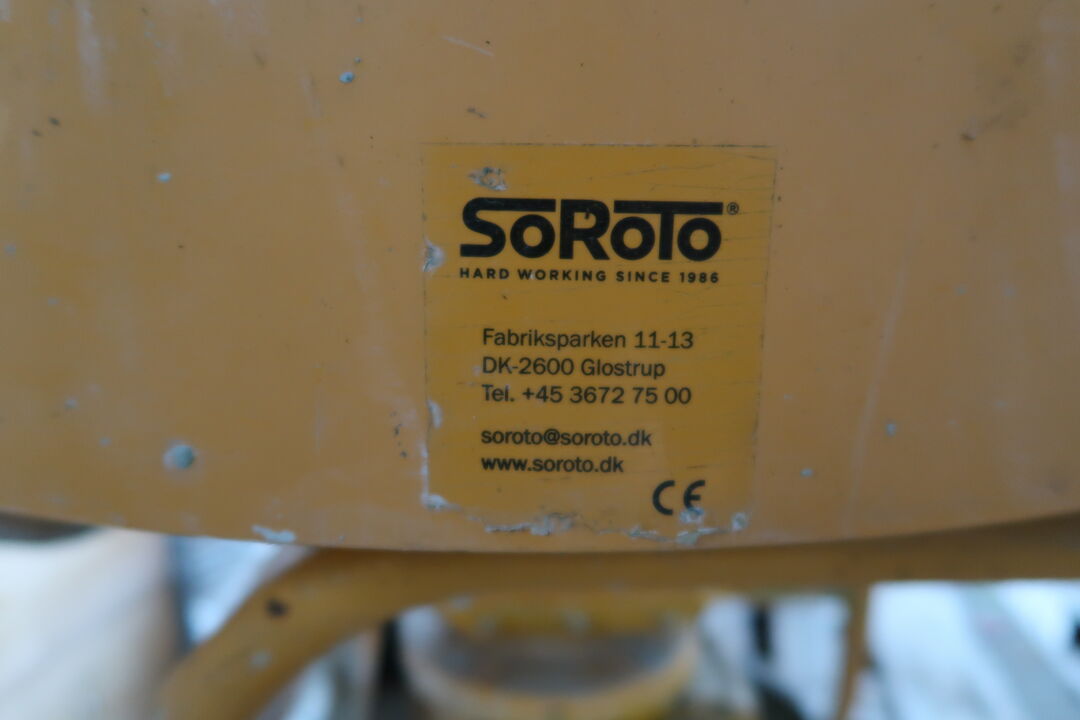 SoRoTo®
HARD WORKING SINCE 1986
Fabriksparken 11-13
DK-2600 Glostrup
Tel. +45 3672 75 00
soroto@soroto.dk
www.soroto.dk
CE